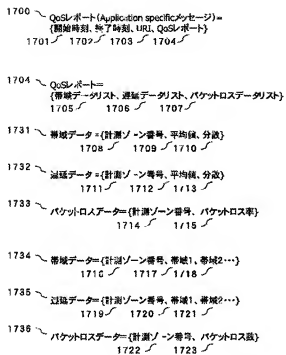 1700 QoSレポート(Application specificメッセージ)=
{開始時刻、終了時刻、URI、QoSレポート}
1701 1702 1703 1704
1704 QoSレポート=
{帯域データリスト、遅延データリスト、パケットロスデータリスト}
1705 1706 1707
1731 帯域データ={計測ゾーン番号、平均値、分散}
1708 1709 1710
1732 遅延データ={計測ゾーン番号、平均値、分散}
1711 1712 1713
1733 パケットロスデータ={計測ゾーン番号、パケットロス率}
1714 1715
1734 帯域データ={計測ゾーン番号、帯域1、帯域2…}
1716 1717 1718
1735 遅延データ={計測ゾーン番号、帯域1、帯域2…}
1719 1720 1721
1736 パケットロスデータ={計測ゾーン番号、パケットロス数}
1722 1723